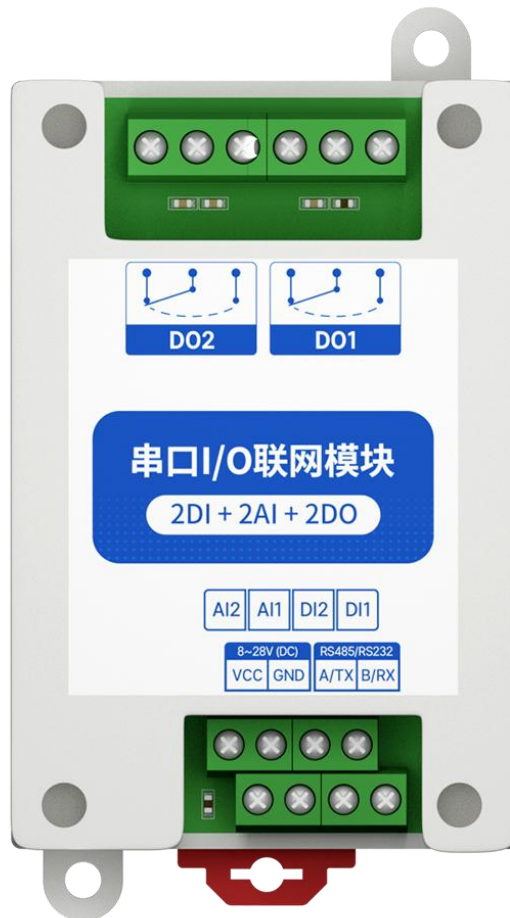 DO2 DO1
串口I/O联网模块
2DI + 2AI + 2DO
AI2 AI1 DI2 DI1
8~28V (DC) RS485/RS232
VCC GND A/TX B/RX